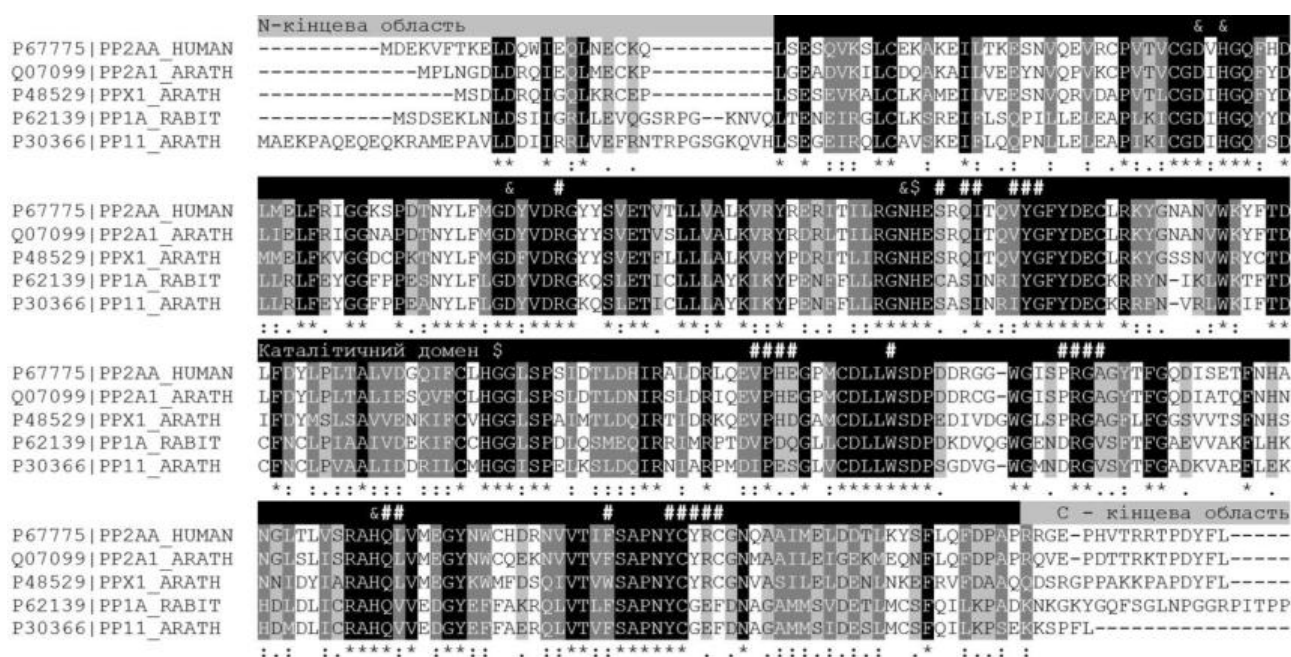 N-кінцева область & &
P67775|PP2AA_HUMAN ------------MDEKVFTKELDQWIEQLNECKQ---------LSESQVKSLCEKAKEILTKESNVQEVRCPVTVCGDVHGQFHD
Q07099|PP2A1_ARATH ---------------MPLNGDLDRQIEQLMECKP---------LGEADVKILCDQAKAILVEEYNVQPVKCPVTVCGDIHGQFYD
P48529|PPX1_ARATH ------------------MSDLDRQIGQLKRCEP---------LSESEVKALCLKAMEILVEESNVQRVDAPVTLCGDIHGQFYD
P62139|PP1A_RABIT ------------MSDSEKLNLDSIIGRLLEVQGSRPG--KNVQLTENEIRGLCLKSREIFLSQPILLELEAPLKICGDIHGQYYD
P30366|PP11_ARATH MAEKPAQEQEQKRAMEPAVLDDIIRRLVEFRNTRPGSGKQVHLSEGEIRQLCAVSKEIFLQQPNLLELEAPIKICGDIHGQYSD
& # &$ # ## ###
P67775|PP2AA_HUMAN LMELFRIGGKSPDTNYLFMGDYVDRGYYSVETVTLLVALKVRYRERITILRGNHESRQITQVYGFYDECLRKYGNANVWKYFTD
Q07099|PP2A1_ARATH LIELFRIGGNAPDTNYLFMGDYVDRGYYSVETVSLLVALKVRYRDRLTILRGNHESRQITQVYGFYDECLRKYGNANVWKYFTD
P48529|PPX1_ARATH MMELFKVGGDCPKTNYLFMGDFVDRGYYSVETFLLLLALKVRYPDRITLIRGNHESRQITQVYGFYDECLRKYGSSNVWRYCTD
P62139|PP1A_RABIT LLRLFEYGGFPPESNYLFLGDYVDRGKQSLETICLLLAYKIKYPENFFLLRGNHECASINRIYGFYDECKRRYN-IKLWKTFTD
P30366|PP11_ARATH LLRLFEYGGFPPEANYLFLGDYVDRGKQSLETICLLLAYKIKYPENFFLLRGNHECASINRIYGFYDECKRRFN-VRLWKIFTD
Каталітичний домен $ #### # ####
P67775|PP2AA_HUMAN LFDYLPLTALVDGQIFCLHGGLSPSIDTLDHIRALDRLQEVPHEGPMCDLLWSDPDDRGG-WGISPRGAGYTFGQDISETFNHA
Q07099|PP2A1_ARATH LFDYLPLTALIESQVFCLHGGLSPSLDTLDNIRSLDRIQEVPHEGPMCDLLWSDPDDRCG-WGISPRGAGYTFGQDIATQFNHN
P48529|PPX1_ARATH IFDYMSLSAVVENKIFCVHGGLSPAIMTLDQIRTIDRKQEVPHDGAMCDLLWSDPEDIVDGWGLSPRGAGFLFGGSVVTSFNHS
P62139|PP1A_RABIT CFNCLPIAAIVDEKIFCCHGGLSPDLQSMEQIRRIMRPTDVPDQGLLCDLLWSDPDKDVQGWGENDRGVSFTFGAEVVAKFLHK
P30366|PP11_ARATH CFNCLPVAALIDDRILCMHGGLSPELKSLDQIRNIARPMDIPESGLVCDLLWSDPSGDVG-WGMNDRGVSYTFGADKVAEFLEK
&## # ##### C - кінцева область
P67775|PP2AA_HUMAN NGLTLVSRAHQLVMEGYNWCHDRNVVTIFSAPNYCYRCGNQAAIMELDDTLKYSFLQFDPAPRRGE-PHVTRRTPDYFL-----
Q07099|PP2A1_ARATH NGLSLISRAHQLVMEGYNWCQEKNVVTVFSAPNYCYRCGNMAAILEIGEKMEQNFLQFDPAPRQVE-PDTTRKTPDYFL-----
P48529|PPX1_ARATH NNIDYIARAHQLVMEGYKWMFDSQIVTVWSAPNYCYRCGNVASILELDENLNKEFRVFDAAQQDSRGPPAKKPAPDYFL-----
P62139|PP1A_RABIT HDLDLICRAHQVVEDGYEFFAKRQLVTLFSAPNYCGEFDNAGAMMSVDETLMCSFQILKPADKNKGKYGQFSGLNPGGRPITPP
P30366|PP11_ARATH HDMDLICRAHQVVEDGYEFFAERQLVTVFSAPNYCGEFDNAGAMMSIDESLMCSFQILKPSEKKSPFL----------------